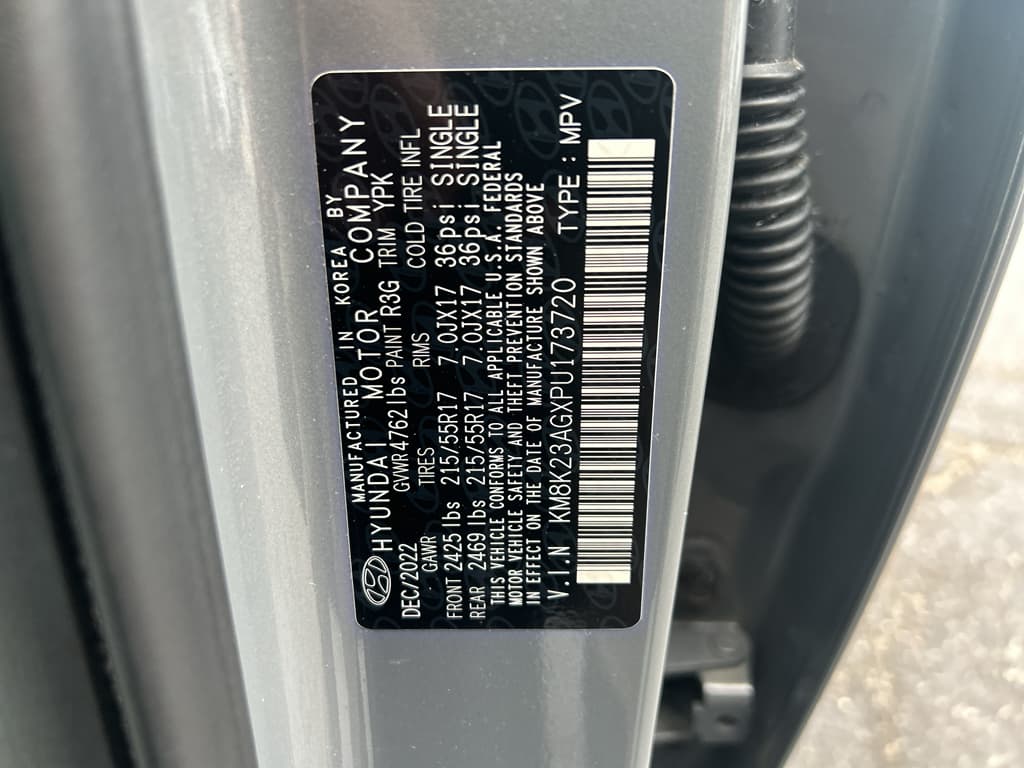 MANUFACTURED IN KOREA BY
HYUNDAI MOTOR COMPANY
DEC/2022 GVWR 4762 lbs PAINT R3G TRIM YPK
GAWR TIRES RIMS COLD TIRE INFL
FRONT 2425 lbs 215/55R17 7.0JX17 36psi SINGLE
REAR 2469 lbs 215/55R17 7.0JX17 36psi SINGLE
THIS VEHICLE CONFORMS TO ALL APPLICABLE U.S.A. FEDERAL
MOTOR VEHICLE SAFETY AND THEFT PREVENTION STANDARDS
IN EFFECT ON THE DATE OF MANUFACTURE SHOWN ABOVE
V.I.N KM8K23AGXPU173720 TYPE : MPV